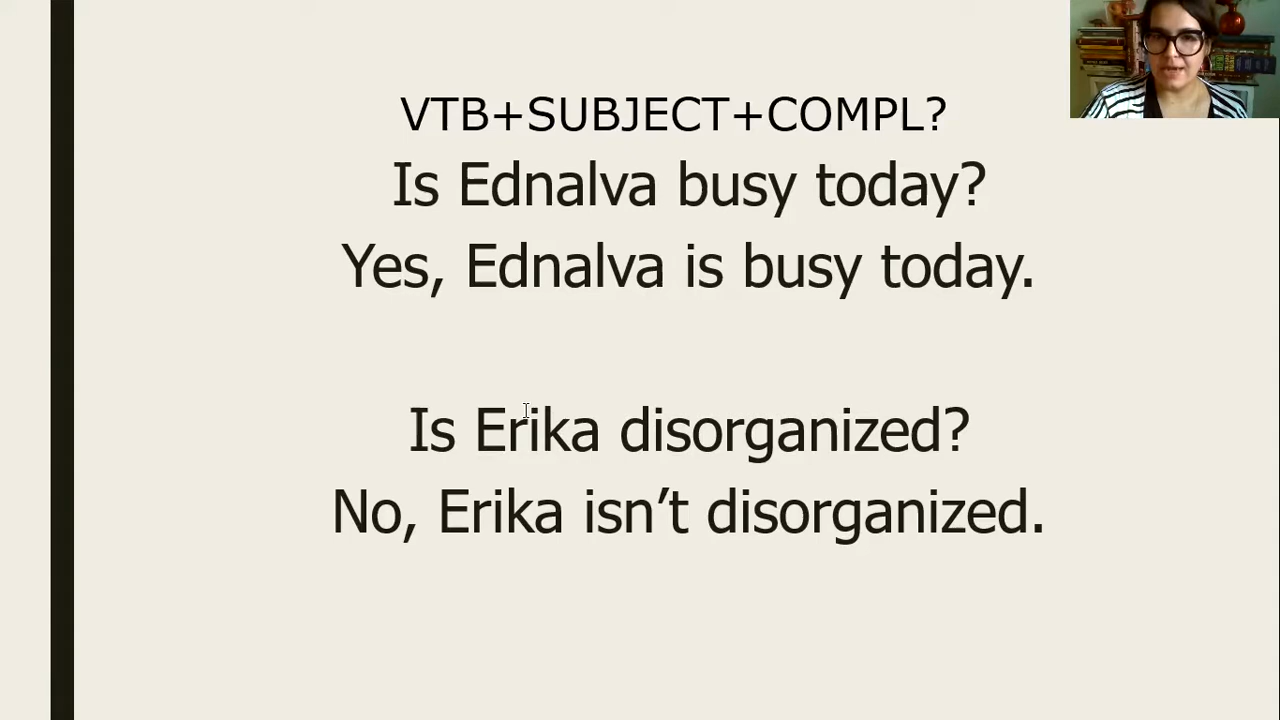 VTB+SUBJECT+COMPL?
Is Ednalva busy today?
Yes, Ednalva is busy today.
Is Erika disorganized?
No, Erika isn’t disorganized.